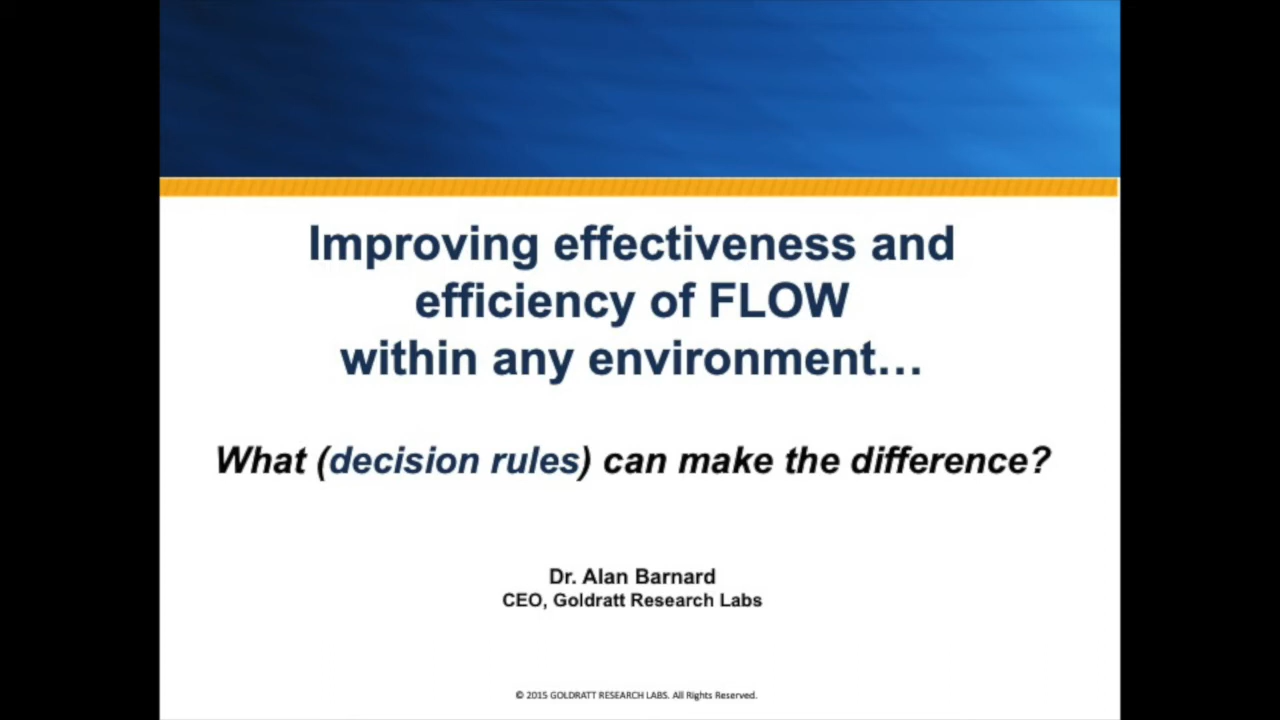 Improving effectiveness and
efficiency of FLOW
within any environment…
What (decision rules) can make the difference?
Dr. Alan Barnard
CEO, Goldratt Research Labs
© 2015 GOLDRATT RESEARCH LABS. All Rights Reserved.